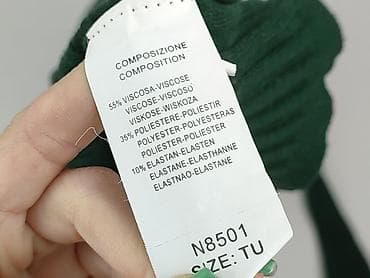 COMPOSIZIONE
COMPOSITION
55% VISCOSA-VISCOSE
VISCOSE-VISCOSO
VISKOSE-WISKOZA
35% POLIESTERE-POLIESTIR
POLYESTER-POLYESTERAS
POLIESTER-POLIESTER
10% ELASTAN-ELASTEN
ELASTANE-ELASTHANNE
ELASTNAO-ELASTANE
N8501
SIZE: TU